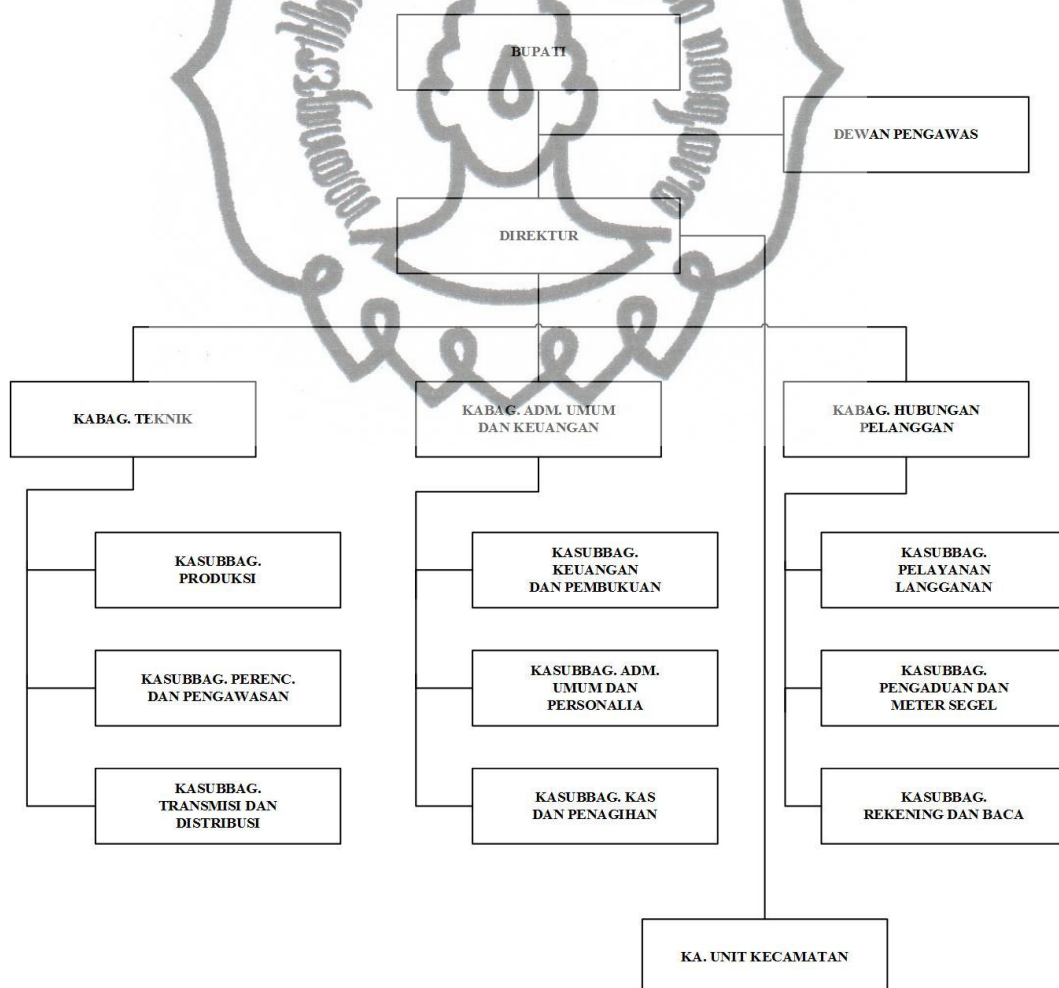 BUPATI
DEWAN PENGAWAS
DIREKTUR
KABAG. TEKNIK
KABAG. ADM. UMUM
DAN KEUANGAN
KABAG. HUBUNGAN
PELANGGAN
KASUBBAG.
PRODUKSI
KASUBBAG.
KEUANGAN
DAN PEMBUKUAN
KASUBBAG.
PELAYANAN
LANGGANAN
KASUBBAG. PERENC.
DAN PENGAWASAN
KASUBBAG. ADM.
UMUM DAN
PERSONALIA
KASUBBAG.
PENGADUAN DAN
METER SEGEL
KASUBBAG.
TRANSMISI DAN
DISTRIBUSI
KASUBBAG. KAS
DAN PENAGIHAN
KASUBBAG.
REKENING DAN BACA
KA. UNIT KECAMATAN